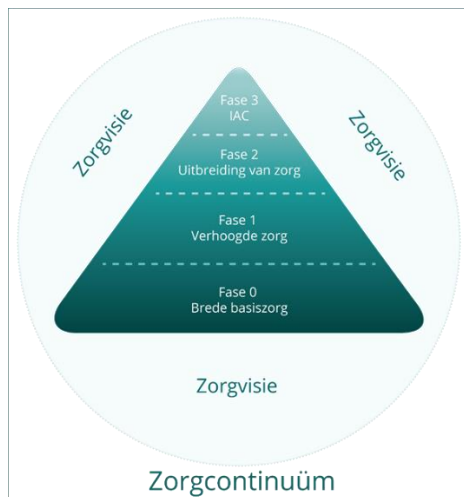 Zorgvisie
Zorgvisie
Fase 3
IAC
Fase 2
Uitbreiding van zorg
Fase 1
Verhoogde zorg
Fase 0
Brede basiszorg
Zorgvisie
Zorgcontinuüm